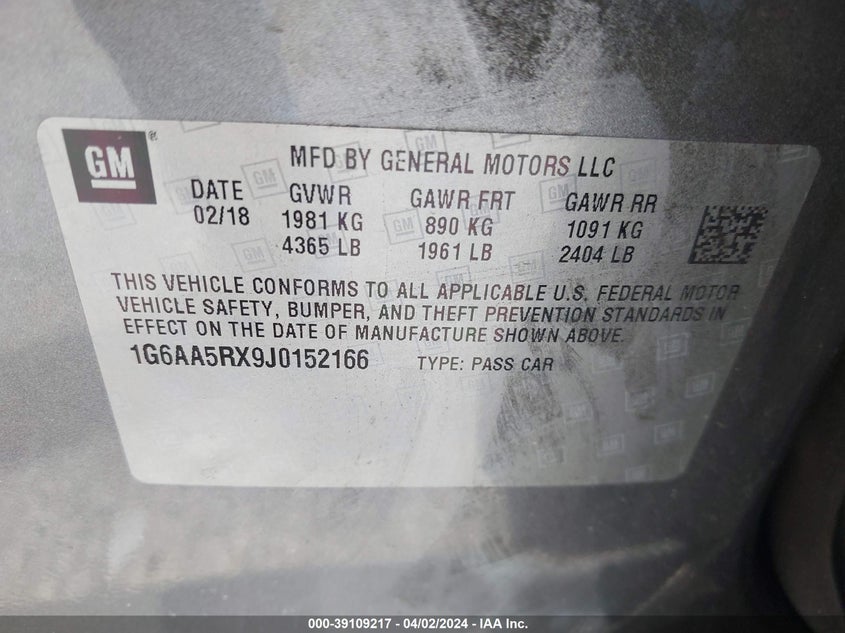 GM®
MFD BY GENERAL MOTORS LLC
DATE GVWR GAWR FRT GAWR RR
02/18 1981 KG 890 KG 1091 KG
4365 LB 1961 LB 2404 LB
THIS VEHICLE CONFORMS TO ALL APPLICABLE U.S. FEDERAL MOTOR
VEHICLE SAFETY, BUMPER, AND THEFT PREVENTION STANDARDS IN
EFFECT ON THE DATE OF MANUFACTURE SHOWN ABOVE.
1G6AA5RX9J0152166 TYPE: PASS CAR
000-39109217 - 04/02/2024 - IAA Inc.